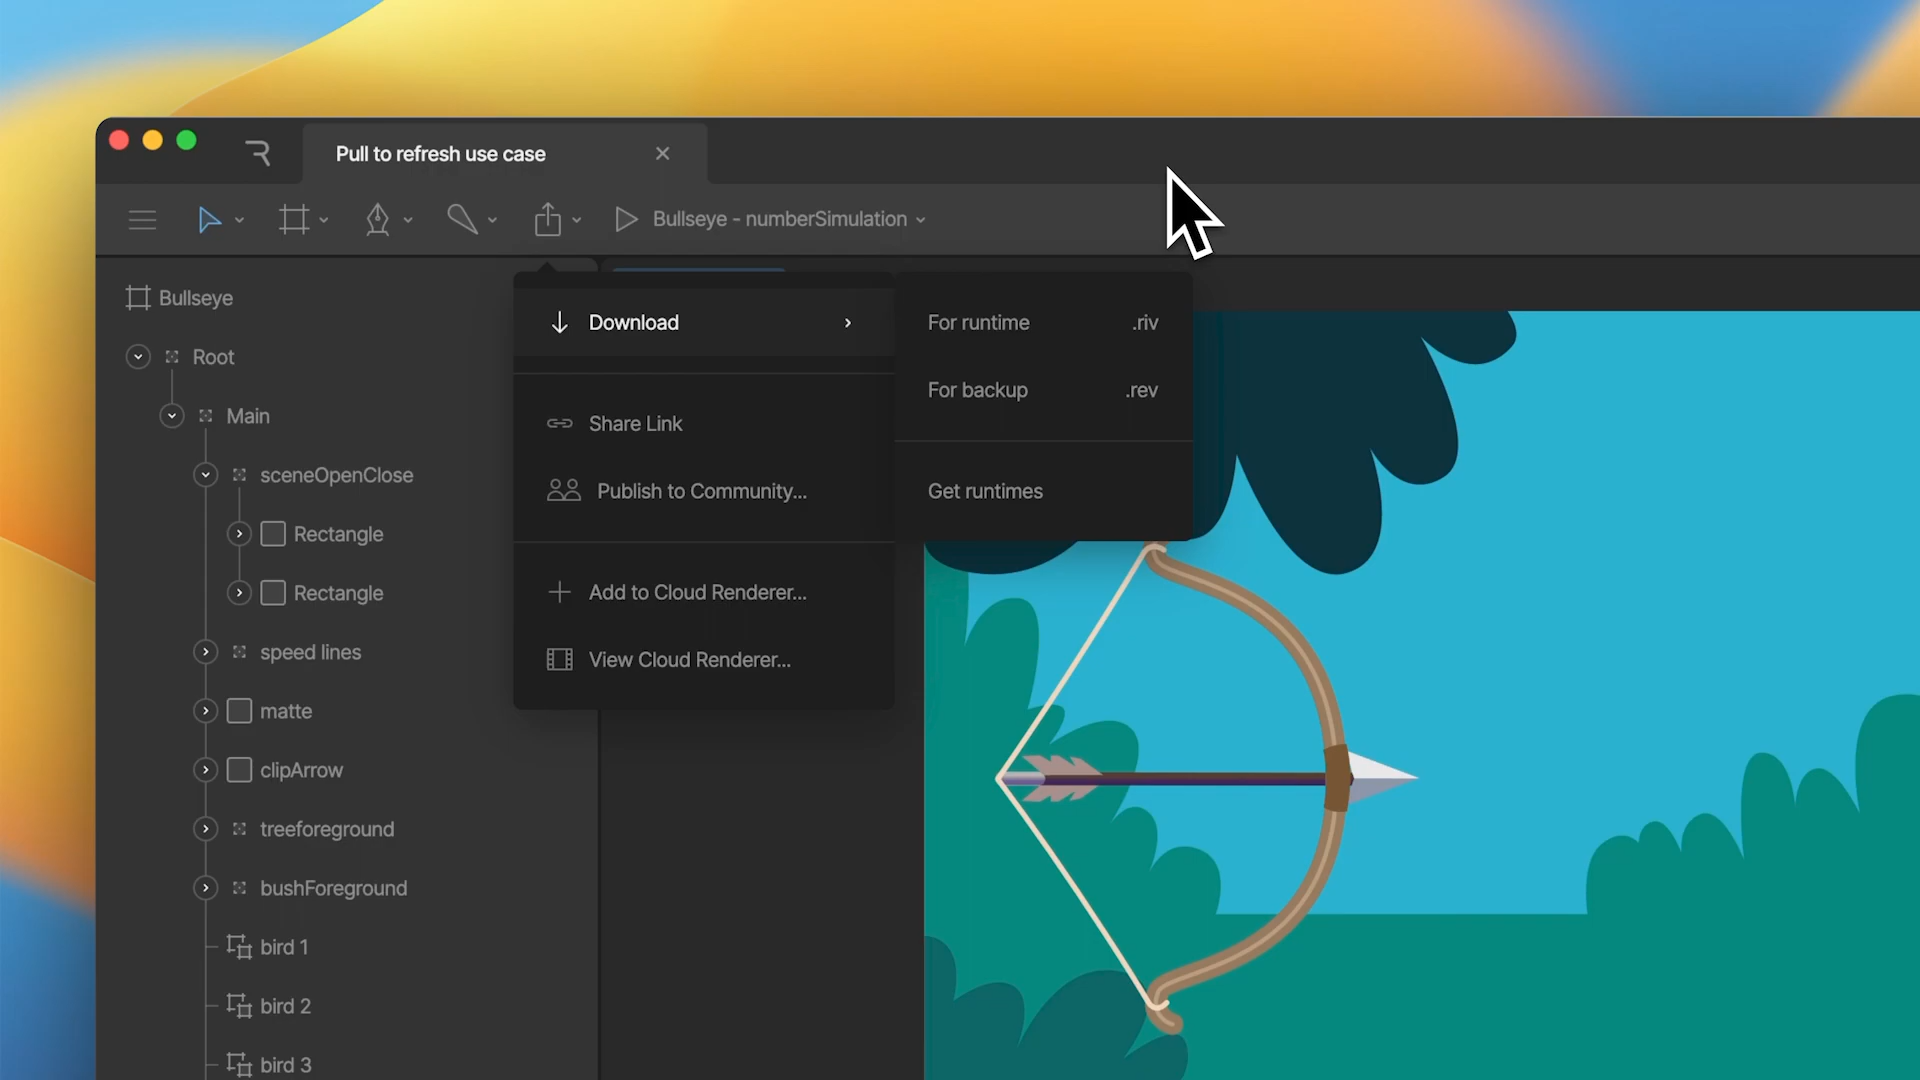 Pull to refresh use case
Bullseye - numberSimulation
Bullseye
Root
Main
sceneOpenClose
Rectangle
Rectangle
speed lines
matte
clipArrow
treeforeground
bushForeground
bird 1
bird 2
bird 3
Download
Share Link
Publish to Community...
Add to Cloud Renderer...
View Cloud Renderer...
For runtime .riv
For backup .rev
Get runtimes